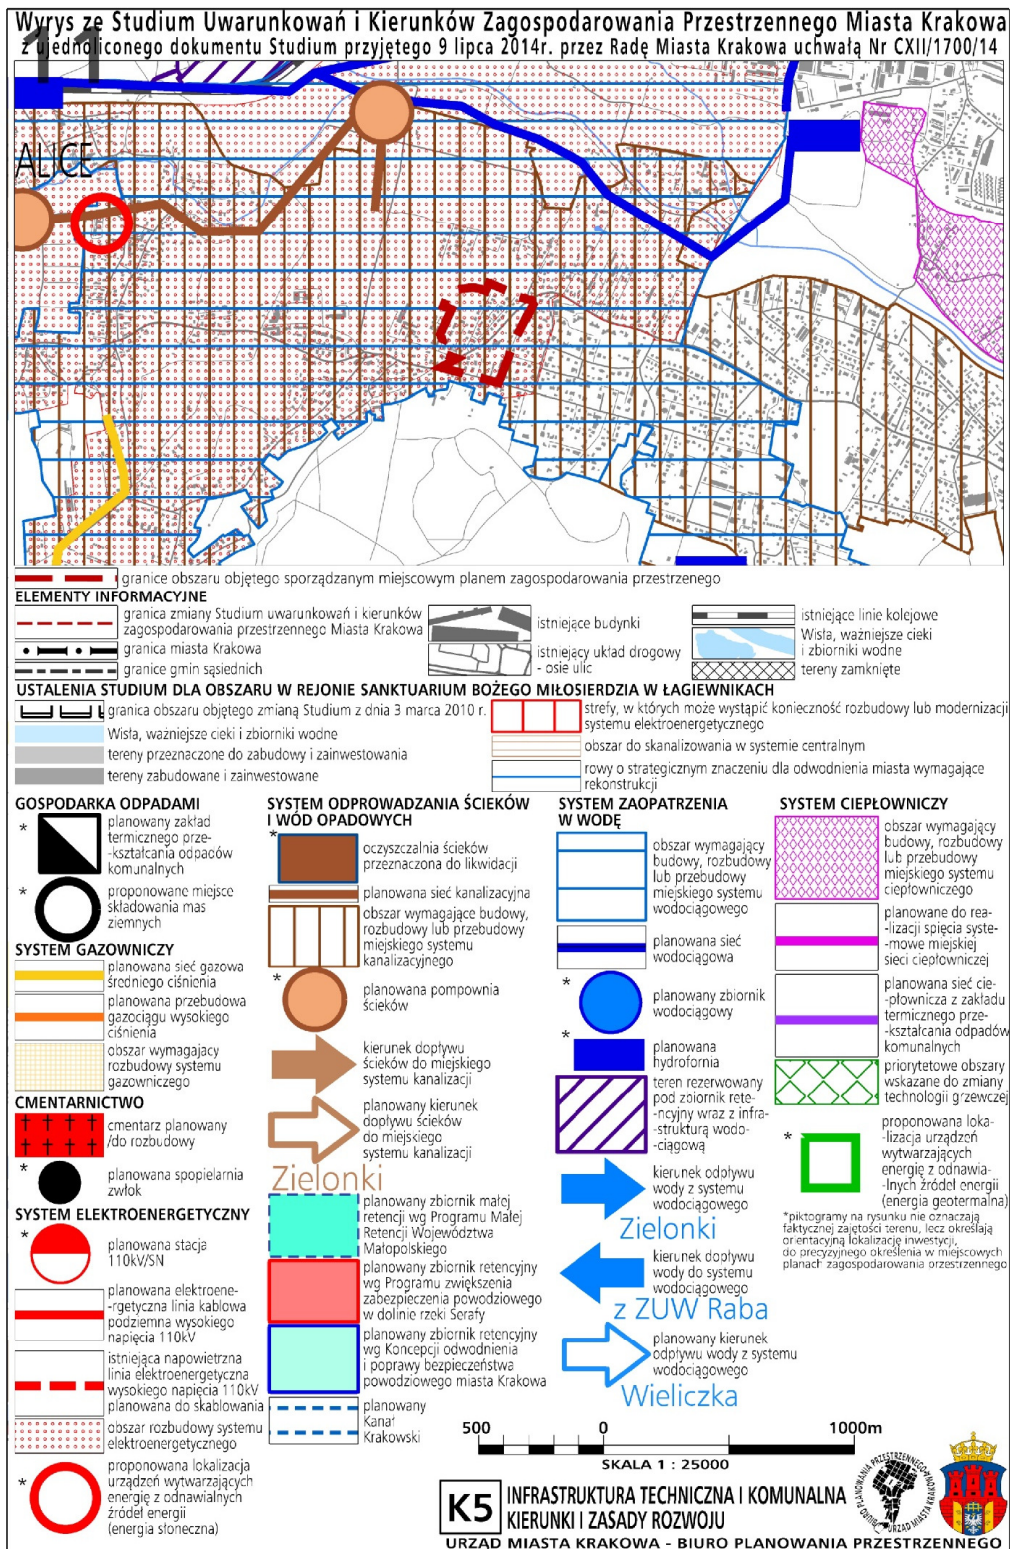 Wyrys ze Studium Uwarunkowań i Kierunków Zagospodarowania Przestrzennego Miasta Krakowa
z ujednoliconego dokumentu Studium przyjętego 9 lipca 2014r. przez Radę Miasta Krakowa uchwałą Nr CXII/1700/14
11
ALICE
granice obszaru objętego sporządzanym miejscowym planem zagospodarowania przestrzenego
ELEMENTY INFORMACYJNE
granica zmiany Studium uwarunkowań i kierunków
zagospodarowania przestrzennego Miasta Krakowa
granica miasta Krakowa
granice gmin sąsiednich
istniejące budynki
istniejący układ drogowy
- osie ulic
istniejące linie kolejowe
Wisła, ważniejsze cieki
i zbiorniki wodne
tereny zamknięte
USTALENIA STUDIUM DLA OBSZARU W REJONIE SANKTUARIUM BOŻEGO MIŁOSIERDZIA W ŁAGIEWNIKACH
granica obszaru objętego zmianą Studium z dnia 3 marca 2010 r.
Wisła, ważniejsze cieki i zbiorniki wodne
tereny przeznaczone do zabudowy i zainwestowania
tereny zabudowane i zainwestowane
strefy, w których może wystąpić konieczność rozbudowy lub modernizacji
systemu elektroenergetycznego
obszar do skanalizowania w systemie centralnym
rowy o strategicznym znaczeniu dla odwodnienia miasta wymagające
rekonstrukcji
GOSPODARKA ODPADAMI
*
planowany zakład
termicznego prze-
-kształcania odpadów
komunalnych
*
proponowane miejsce
składowania mas
ziemnych
SYSTEM GAZOWNICZY
planowana sieć gazowa
średniego ciśnienia
planowana przebudowa
gazociągu wysokiego
ciśnienia
obszar wymagajacy
rozbudowy systemu
gazowniczego
CMENTARNICTWO
cmentarz planowany
/do rozbudowy
*
planowana spopielarnia
zwłok
SYSTEM ELEKTROENERGETYCZNY
*
planowana stacja
110kV/SN
planowana elektroene-
-rgetyczna linia kablowa
podziemna wysokiego
napięcia 110kV
istniejąca napowietrzna
linia elektroenergetyczna
wysokiego napięcia 110kV
planowana do skablowania
obszar rozbudowy systemu
elektroenergetycznego
*
proponowana lokalizacja
urządzeń wytwarzających
energię z odnawialnych
źródeł energii
(energia słoneczna)
SYSTEM ODPROWADZANIA ŚCIEKÓW
I WÓD OPADOWYCH
*
oczyszczalnia ścieków
przeznaczona do likwidacji
planowana sieć kanalizacyjna
obszar wymagające budowy,
rozbudowy lub przebudowy
miejskiego systemu
kanalizacyjnego
*
planowana pompownia
ścieków
kierunek dopływu
ścieków do miejskiego
systemu kanalizacji
planowany kierunek
dopływu ścieków
do miejskiego
systemu kanalizacji
Zielonki
planowany zbiornik małej
retencji wg Programu Małej
Retencji Województwa
Małopolskiego
planowany zbiornik retencyjny
wg Programu zwiększenia
zabezpieczenia powodziowego
w dolinie rzeki Serafy
planowany zbiornik retencyjny
wg Koncepcji odwodnienia
i poprawy bezpieczeństwa
powodziowego miasta Krakowa
planowany
Kanał
Krakowski
SYSTEM ZAOPATRZENIA
W WODĘ
obszar wymagający
budowy, rozbudowy
lub przebudowy
miejskiego systemu
wodociągowego
planowana sieć
wodociągowa
*
planowany zbiornik
wodociągowy
*
planowana
hydrofornia
teren rezerwowany
pod zbiornik rete-
-ncyjny wraz z infra-
-strukturą wodo-
-ciągową
kierunek odpływu
wody z systemu
wodociągowego
Zielonki
kierunek dopływu
wody do systemu
wodociągowego
z ZUW Raba
planowany kierunek
odpływu wody z systemu
wodociągowego
Wieliczka
SYSTEM CIEPŁOWNICZY
obszar wymagający
budowy, rozbudowy
lub przebudowy
miejskiego systemu
ciepłowniczego
planowane do rea-
lizacji spięcia syste-
-mowe miejskiej
sieci ciepłowniczej
planowana sieć cie-
-płownicza z zakładu
termicznego prze-
-kształcania odpadów
komunalnych
priorytetowe obszary
wskazane do zmiany
technologii grzewczej
*
proponowana loka-
-lizacja urządzeń
wytwarzających
energię z odnawia-
-lnych źródeł energii
(energia geotermalna)
*piktogramy na rysunku nie oznaczają
faktycznej zajętości terenu, lecz określają
orientacyjną lokalizację inwestycji,
do precyzyjnego określenia w miejscowych
planach zagospodarowania przestrzennego
500 0 1000m
SKALA 1 : 25000
K5
INFRASTRUKTURA TECHNICZNA I KOMUNALNA
KIERUNKI I ZASADY ROZWOJU
BIURO PLANOWANIA PRZESTRZENNEGO
URZĄD MIASTA KRAKOWA
URZĄD MIASTA KRAKOWA - BIURO PLANOWANIA PRZESTRZENNEGO